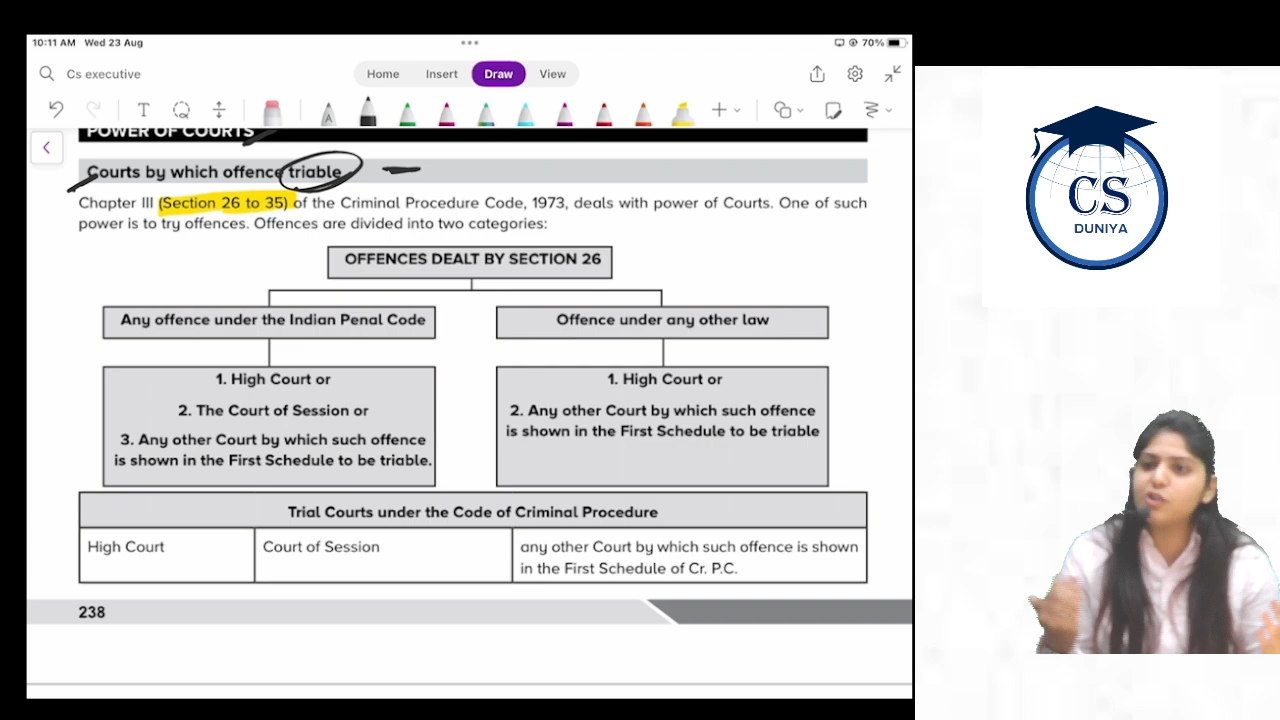 10:11 AM Wed 23 Aug
70%
Cs executive
Home Insert Draw View
T
A
POWER OF COURTS
Courts by which offence triable
Chapter III (Section 26 to 35) of the Criminal Procedure Code, 1973, deals with power of Courts. One of such
power is to try offences. Offences are divided into two categories:
OFFENCES DEALT BY SECTION 26
Any offence under the Indian Penal Code
1. High Court or
2. The Court of Session or
3. Any other Court by which such offence
is shown in the First Schedule to be triable.
Offence under any other law
1. High Court or
2. Any other Court by which such offence
is shown in the First Schedule to be triable
Trial Courts under the Code of Criminal Procedure
High Court
Court of Session
any other Court by which such offence is shown
in the First Schedule of Cr. P.C.
238
CS
DUNIYA